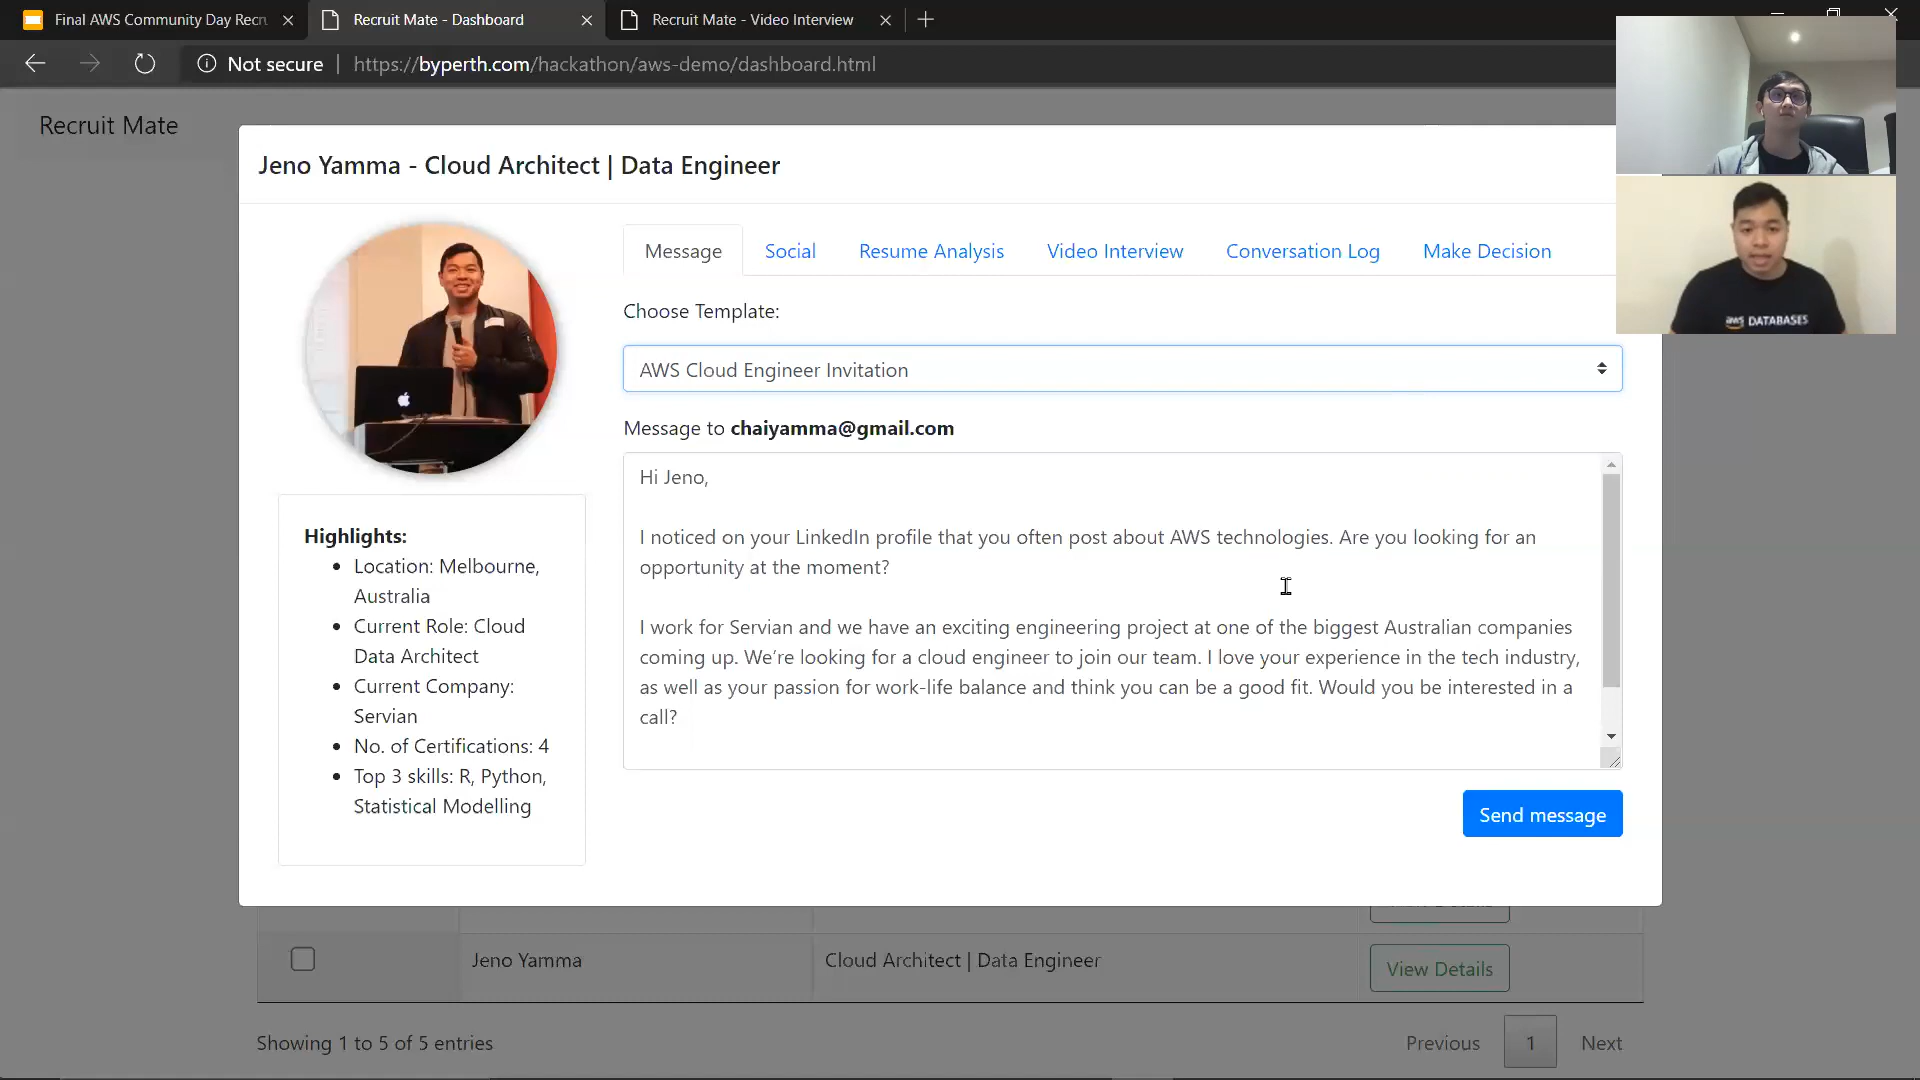 Final AWS Community Day Recru
Recruit Mate - Dashboard
Recruit Mate - Video Interview
Not secure | https://byperth.com/hackathon/aws-demo/dashboard.html
Recruit Mate
Jeno Yamma - Cloud Architect | Data Engineer
Message
Social
Resume Analysis
Video Interview
Conversation Log
Make Decision
Choose Template:
AWS Cloud Engineer Invitation
Message to chaiyamma@gmail.com
Hi Jeno,
I noticed on your LinkedIn profile that you often post about AWS technologies. Are you looking for an
opportunity at the moment?
I work for Servian and we have an exciting engineering project at one of the biggest Australian companies
coming up. We’re looking for a cloud engineer to join our team. I love your experience in the tech industry,
as well as your passion for work-life balance and think you can be a good fit. Would you be interested in a
call?
Send message
Highlights:
Location: Melbourne,
Australia
Current Role: Cloud
Data Architect
Current Company:
Servian
No. of Certifications: 4
Top 3 skills: R, Python,
Statistical Modelling
aws DATABASES
Jeno Yamma
Cloud Architect | Data Engineer
View Details
Showing 1 to 5 of 5 entries
Previous
1
Next